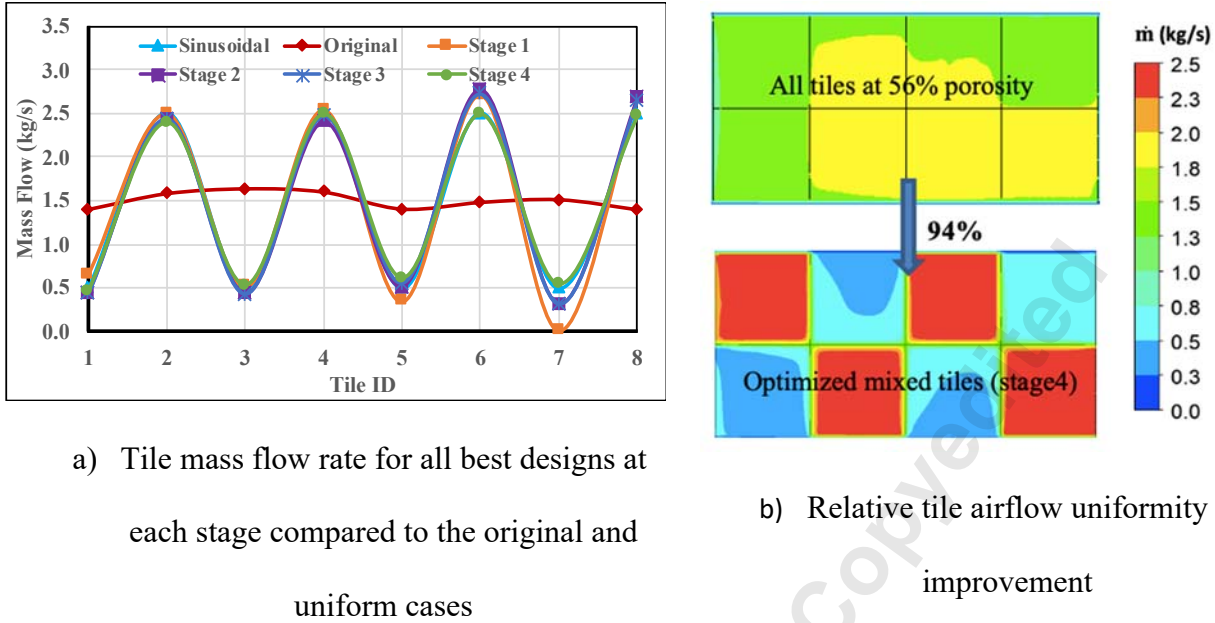 3.5
3.0
2.5
2.0
1.5
1.0
0.5
0.0
Mass Flow (kg/s)
Sinusoidal Original Stage 1
Stage 2 Stage 3 Stage 4
1 2 3 4 5 6 7 8
Tile ID
a) Tile mass flow rate for all best designs at
each stage compared to the original and
uniform cases
All tiles at 56% porosity
94%
Optimized mixed tiles (stage4)
ṁ (kg/s)
2.5
2.3
2.0
1.8
1.5
1.3
1.0
0.8
0.5
0.3
0.0
b) Relative tile airflow uniformity
improvement
Copyedited